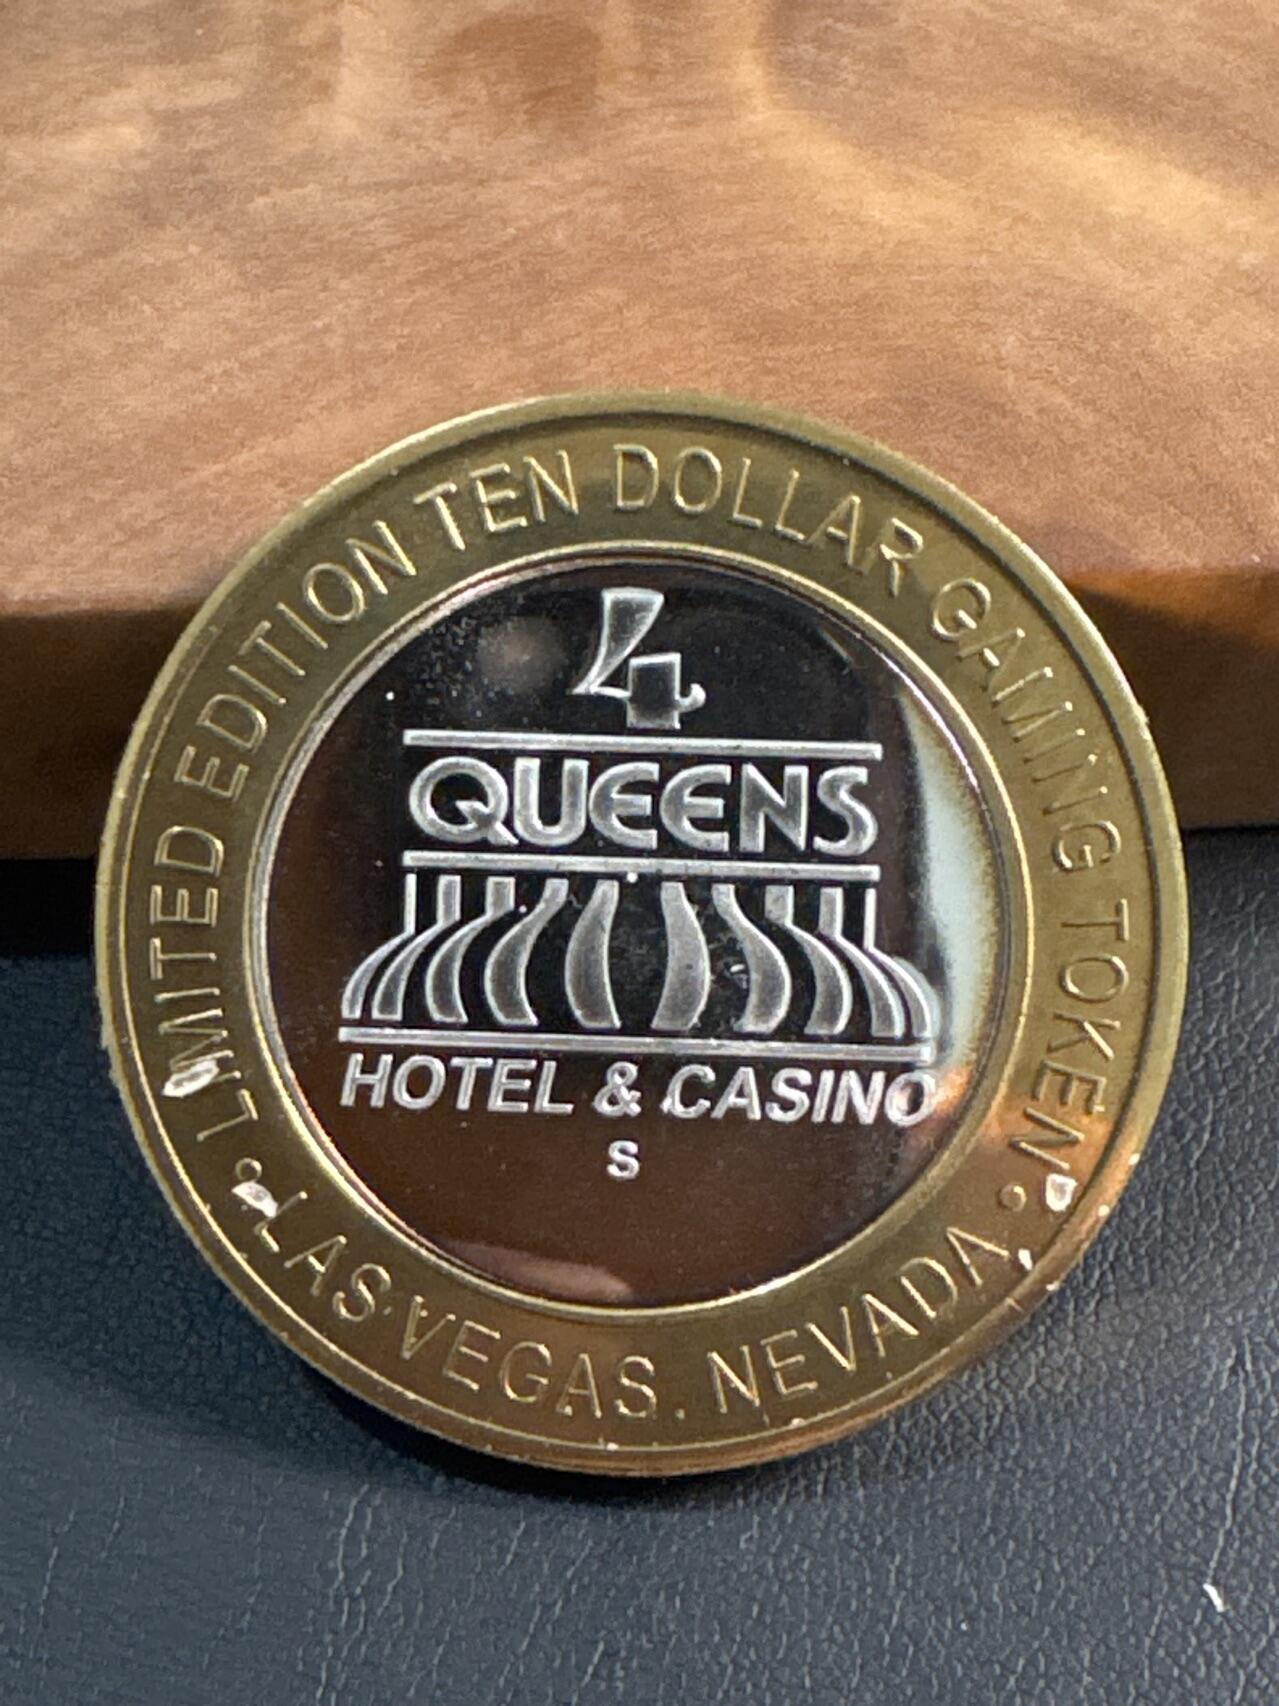 LIMITED EDITION TEN DOLLAR GAMING TOKEN
4
QUEENS
HOTEL & CASINO
S
• LAS VEGAS, NEVADA •